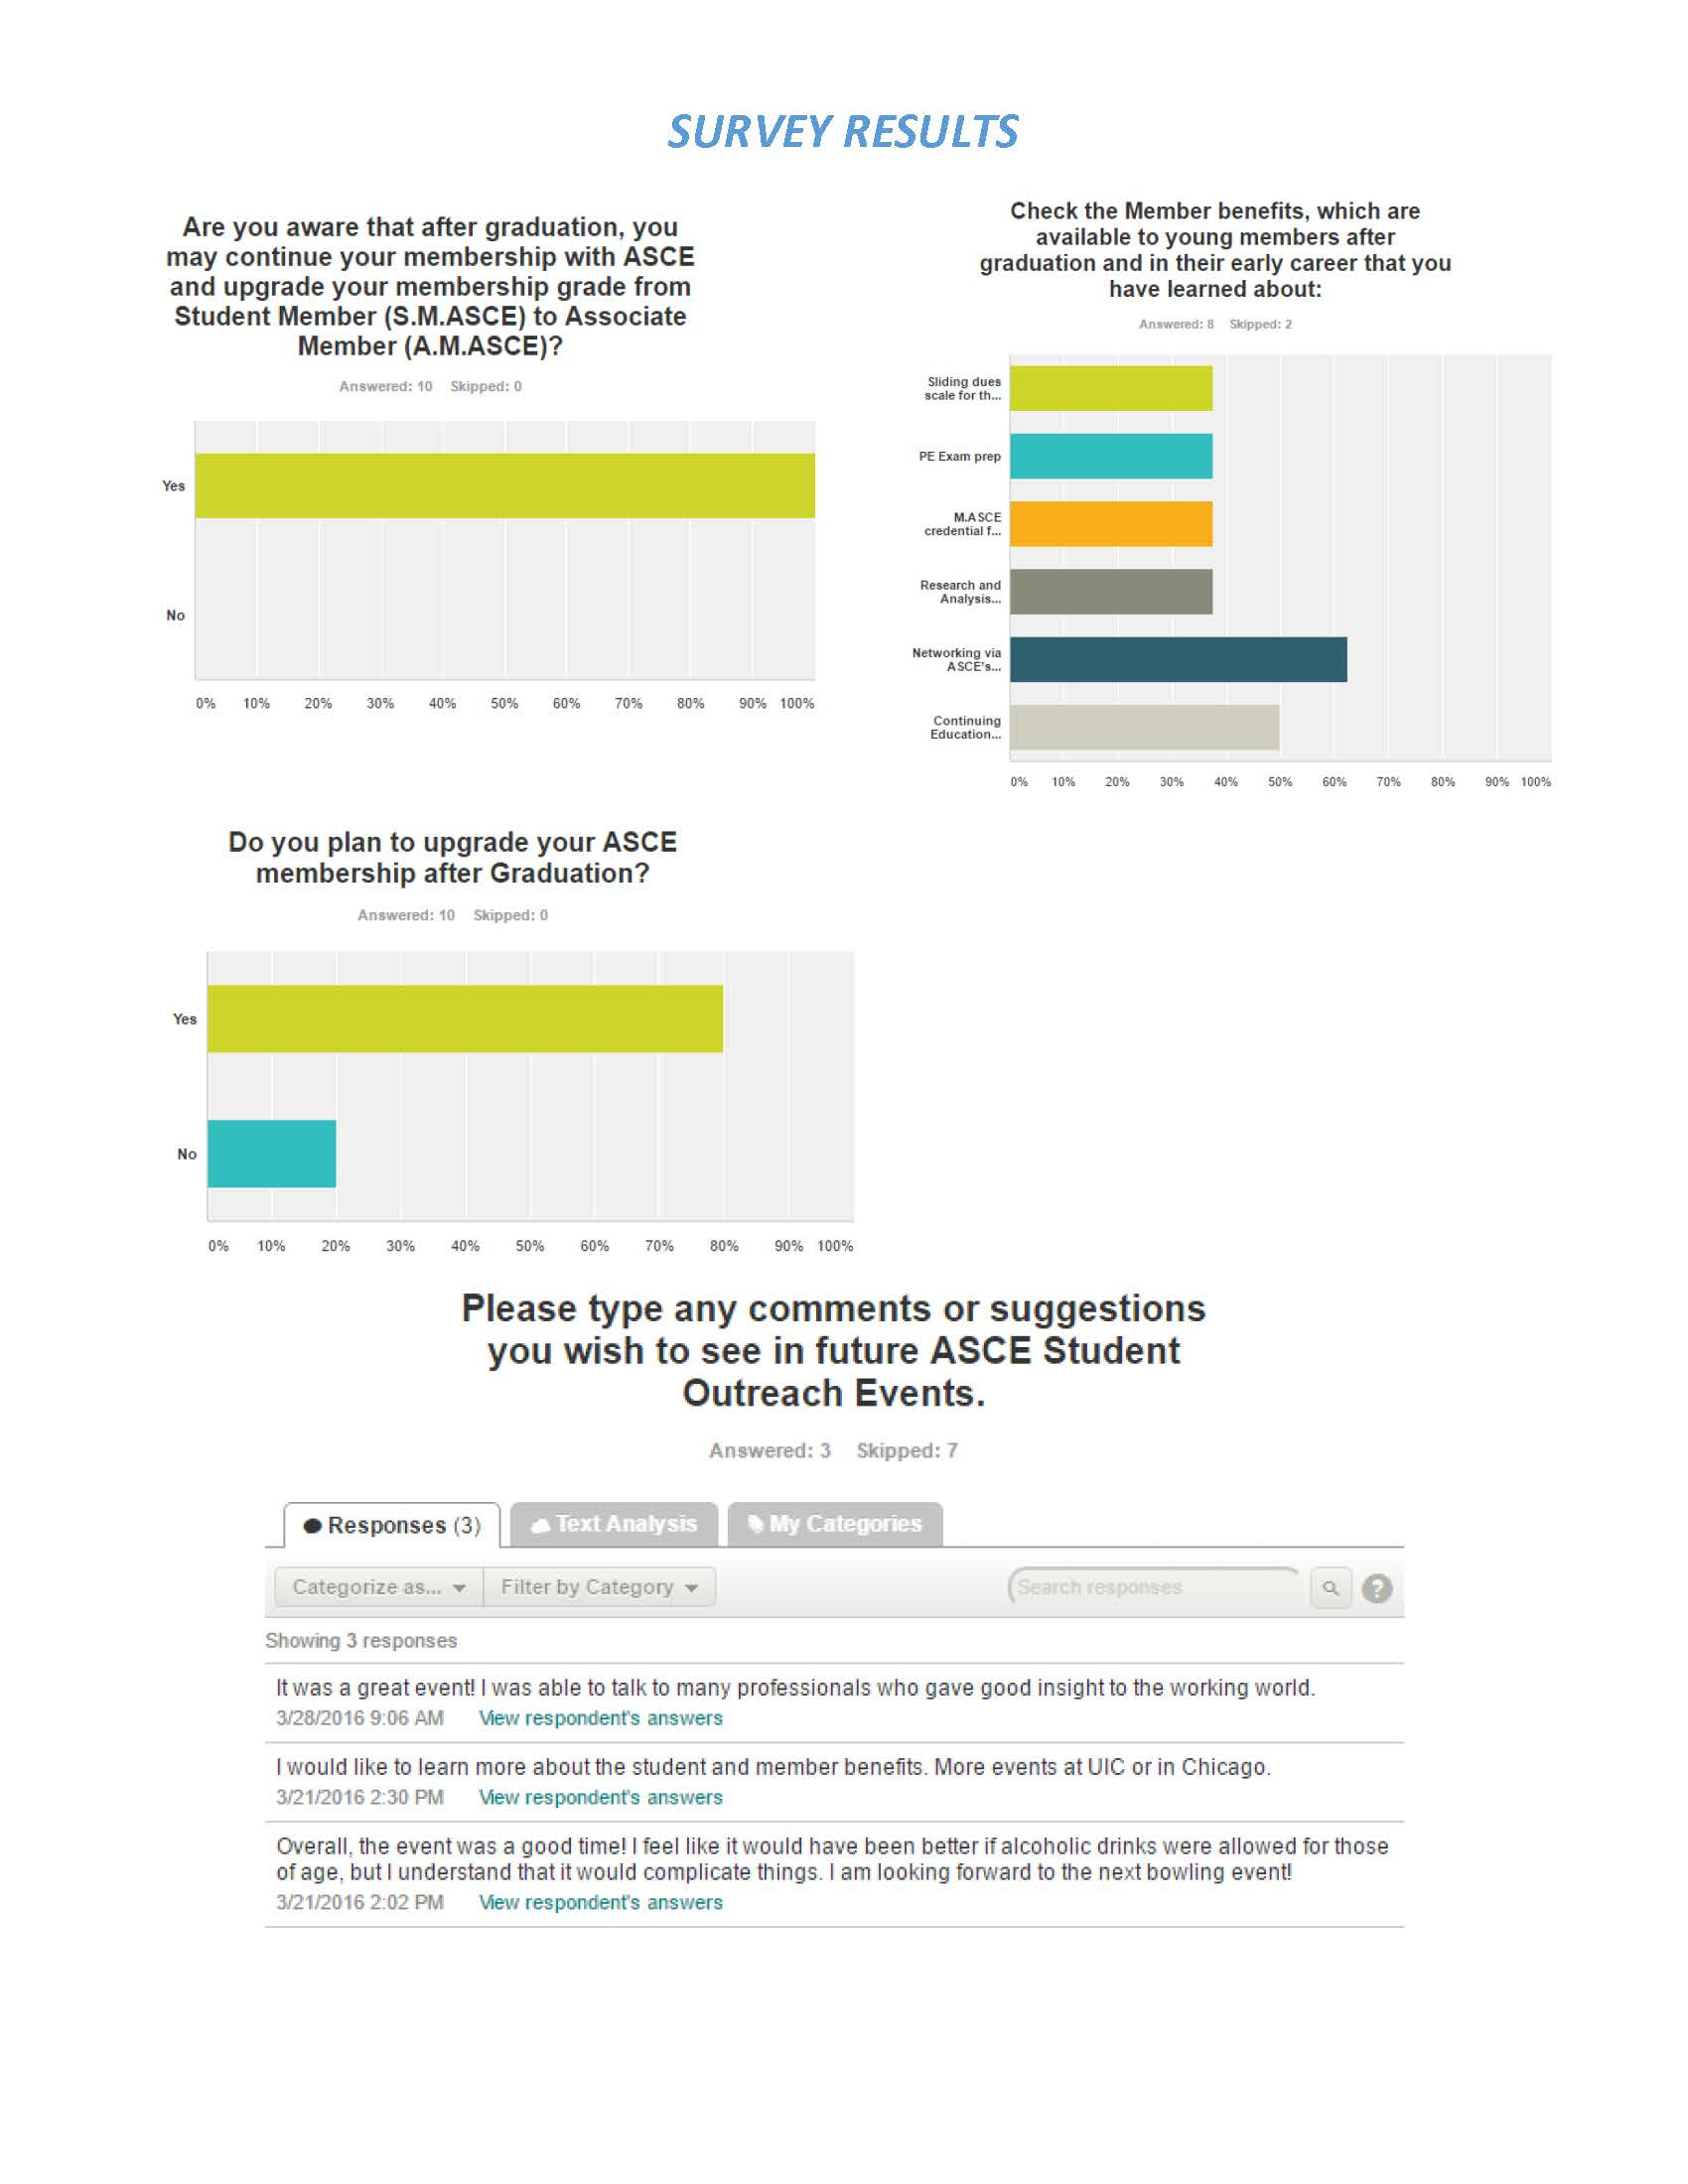 SURVEY RESULTS
Are you aware that after graduation, you
may continue your membership with ASCE
and upgrade your membership grade from
Student Member (S.M.ASCE) to Associate
Member (A.M.ASCE)?
Answered: 10 Skipped: 0
Yes
No
0% 10% 20% 30% 40% 50% 60% 70% 80% 90% 100%
Check the Member benefits, which are
available to young members after
graduation and in their early career that you
have learned about:
Answered: 8 Skipped: 2
Sliding dues
scale for th...
PE Exam prep
M.ASCE
credential f...
Research and
Analysis...
Networking via
ASCE's...
Continuing
Education...
0% 10% 20% 30% 40% 50% 60% 70% 80% 90% 100%
Do you plan to upgrade your ASCE
membership after Graduation?
Answered: 10 Skipped: 0
Yes
No
0% 10% 20% 30% 40% 50% 60% 70% 80% 90% 100%
Please type any comments or suggestions
you wish to see in future ASCE Student
Outreach Events.
Answered: 3 Skipped: 7
Responses (3) Text Analysis My Categories
Categorize as... Filter by Category Search responses ?
Showing 3 responses
It was a great event! I was able to talk to many professionals who gave good insight to the working world.
3/28/2016 9:06 AM View respondent's answers
I would like to learn more about the student and member benefits. More events at UIC or in Chicago.
3/21/2016 2:30 PM View respondent's answers
Overall, the event was a good time! I feel like it would have been better if alcoholic drinks were allowed for those
of age, but I understand that it would complicate things. I am looking forward to the next bowling event!
3/21/2016 2:02 PM View respondent's answers